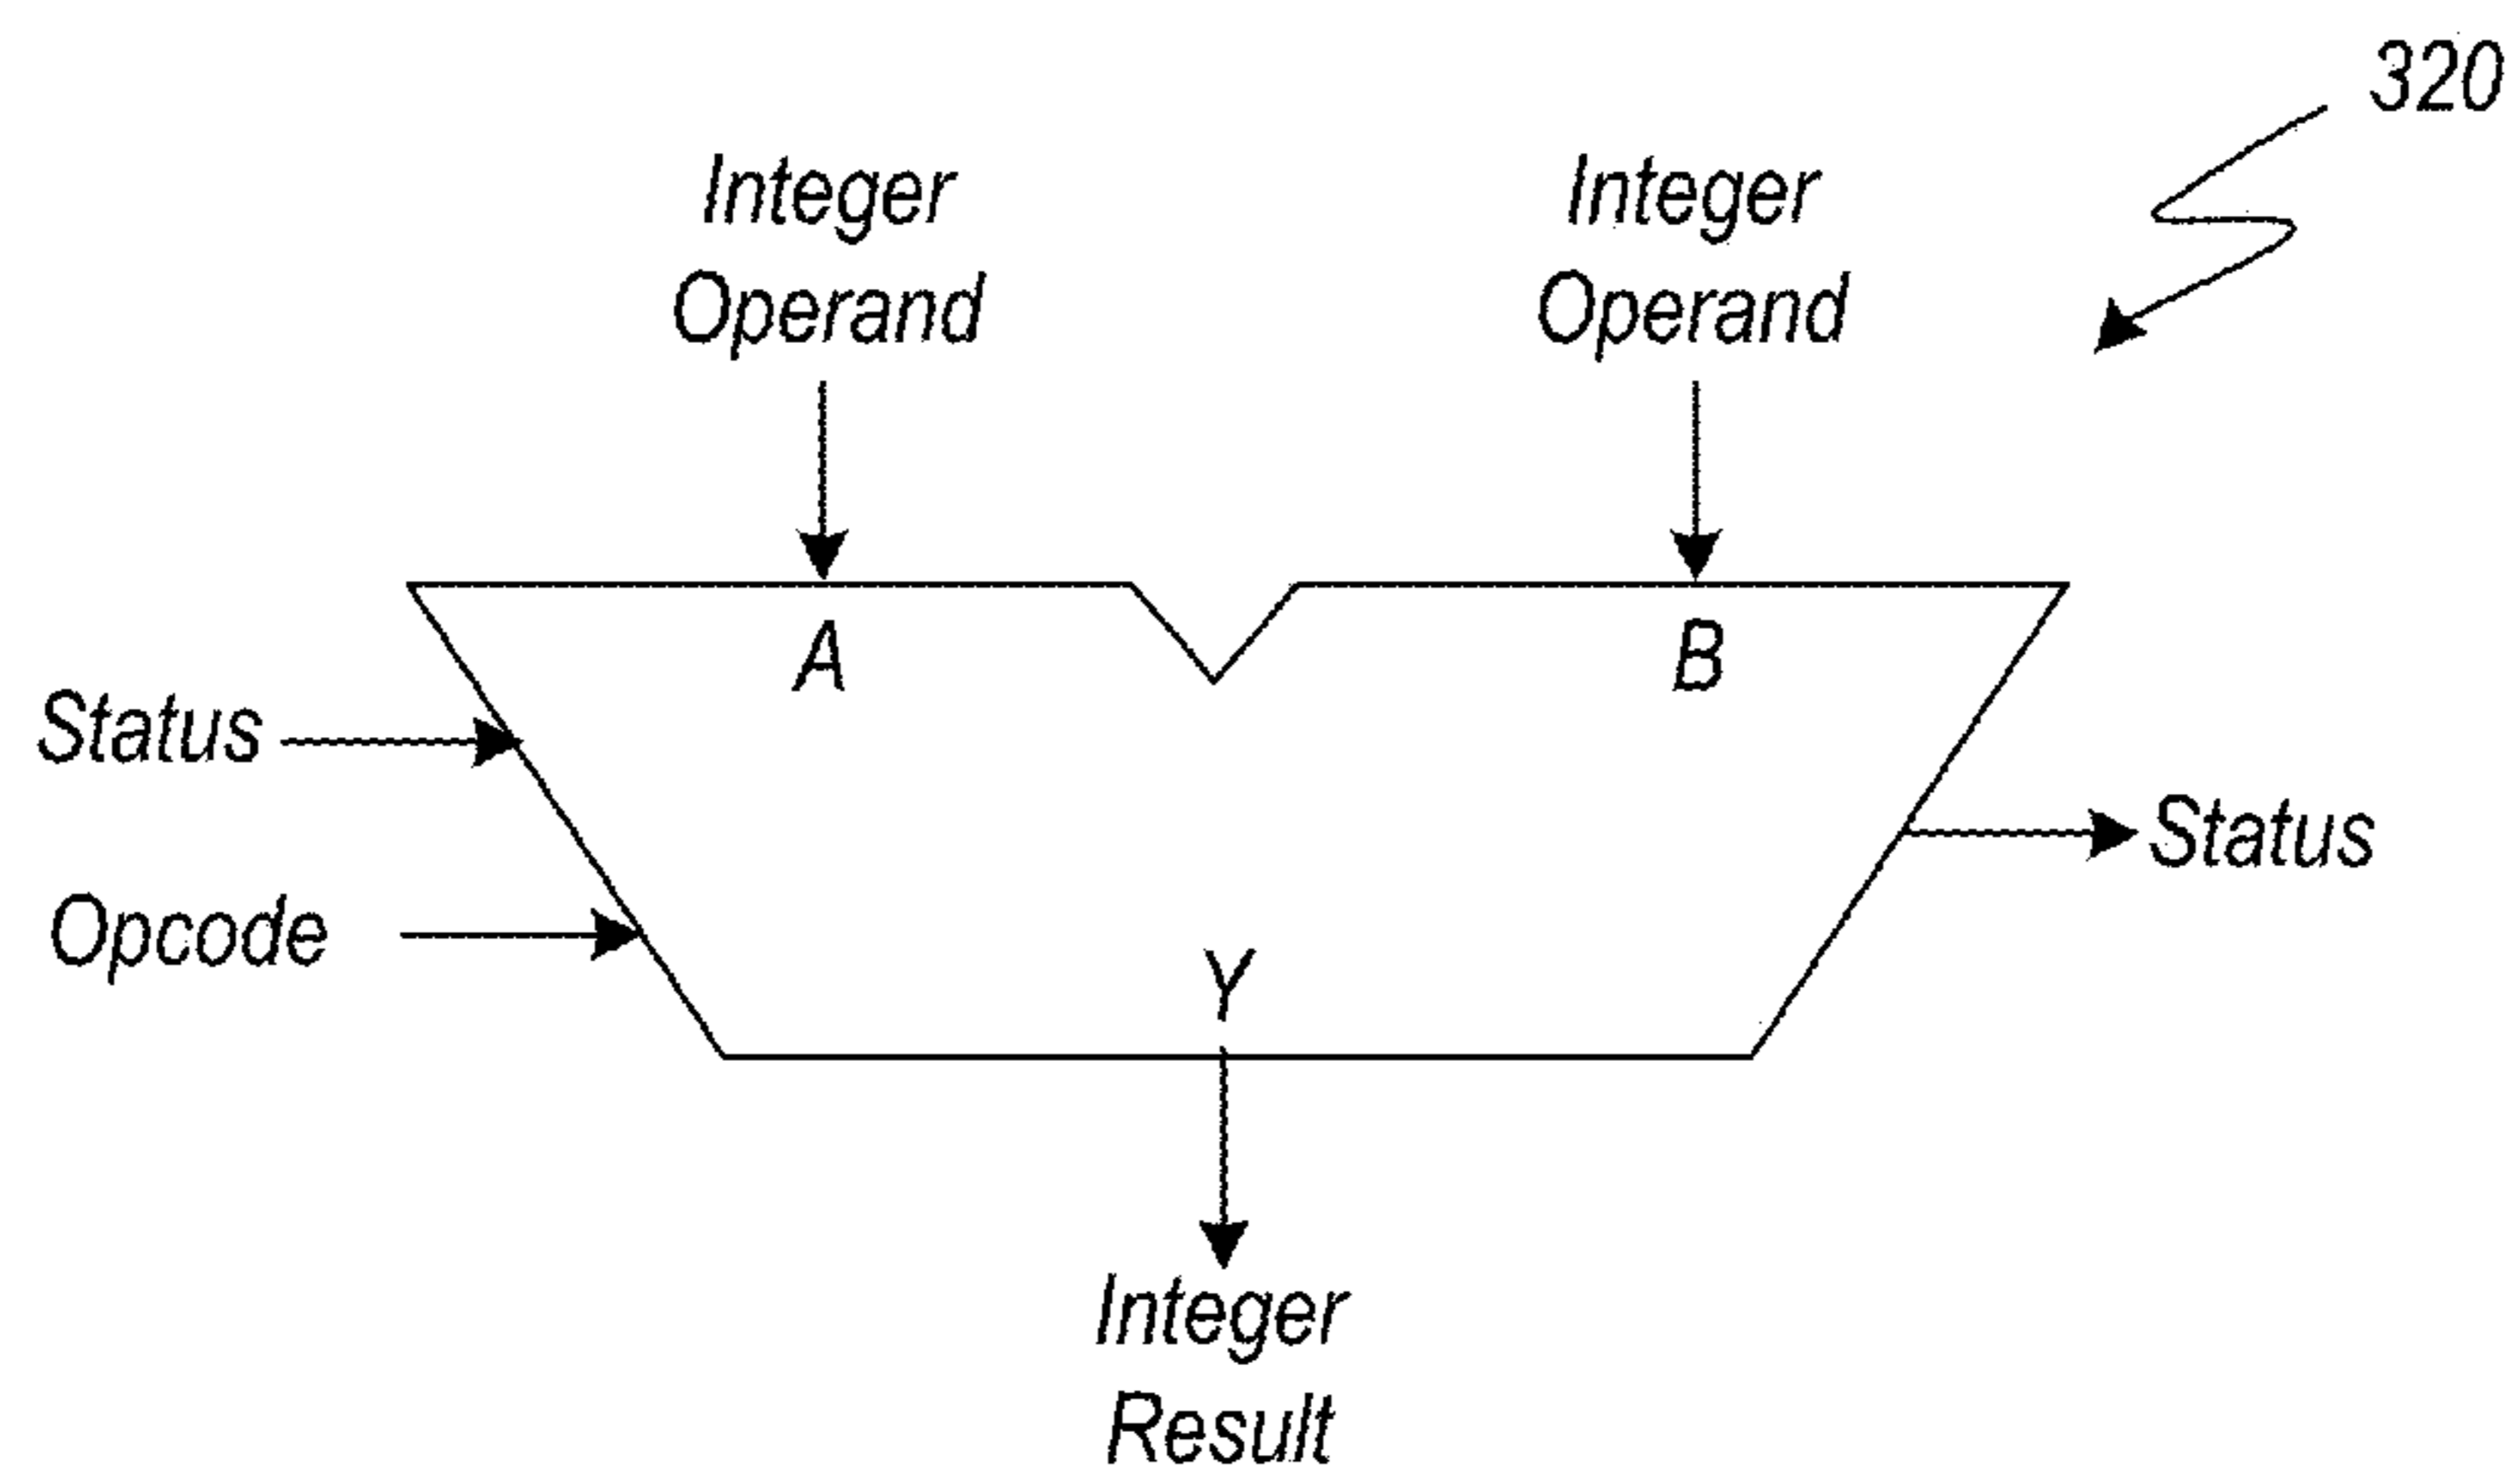 320
Integer
Operand
Integer
Operand
A
B
Status
Status
Opcode
Y
Integer
Result